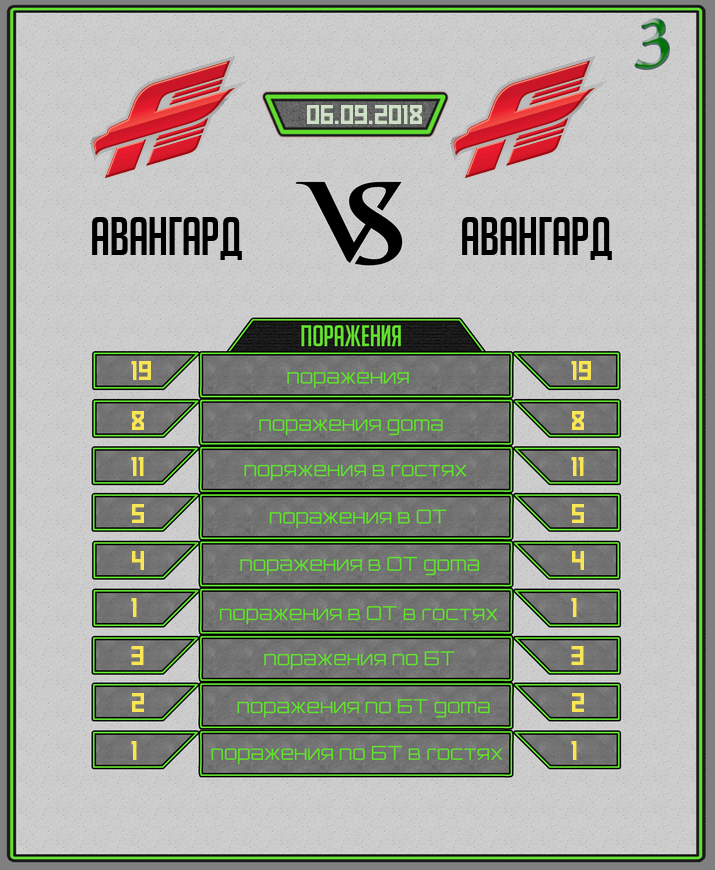 3
06.09.2018
VS
АВАНГАРД АВАНГАРД
ПОРАЖЕНИЯ
19 поражения 19
8 поражения дома 8
11 поряжения в гостях 11
5 поражения в ОТ 5
4 поражения в ОТ дома 4
1 поражения в ОТ в гостях 1
3 поражения по БТ 3
2 поражения по БТ дома 2
1 поражения по БТ в гостях 1